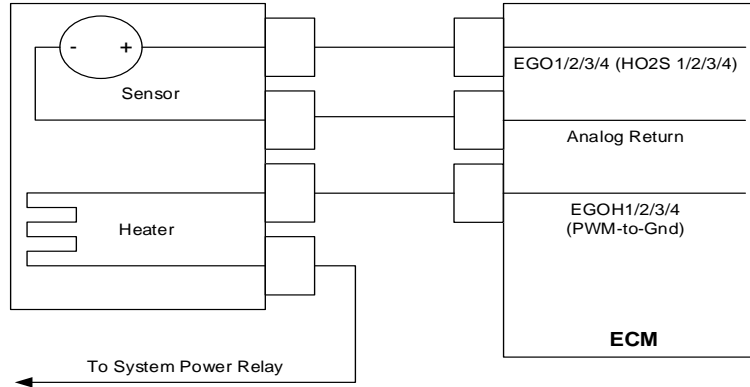 - +
EGO1/2/3/4 (HO2S 1/2/3/4)
Sensor
Analog Return
EGOH1/2/3/4
(PWM-to-Gnd)
Heater
ECM
To System Power Relay